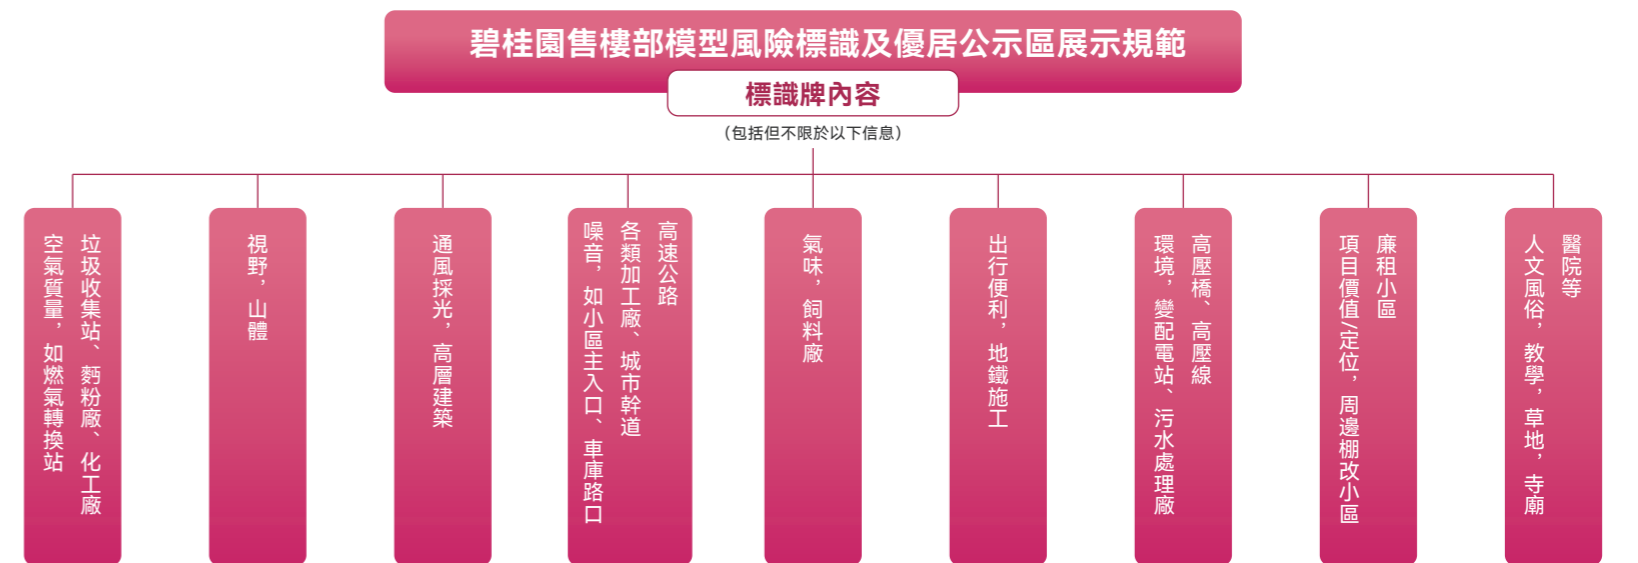 碧桂園售樓部模型風險標識及優居公示區展示規範
標識牌內容
（包括但不限於以下信息）
空氣質量，如燃氣轉換站
垃圾收集站、麪粉廠、化工廠
視野，山體
通風採光，高層建築
噪音，如小區主入口、車庫路口
各類加工廠、城市幹道
高速公路
氣味，飼料廠
出行便利，地鐵施工
環境，變配電站、污水處理廠
高壓橋、高壓線
項目價值/定位，周邊棚改小區
廉租小區
人文風俗，教學，草地，寺廟
醫院等